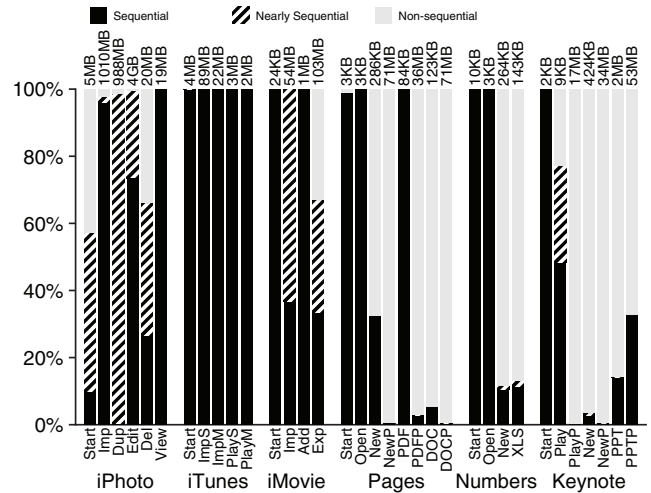 Sequential Nearly Sequential Non-sequential
5MB 1010MB 988MB 4GB 20MB 19MB 4MB 89MB 22MB 3MB 2MB 24KB 54MB 1MB 103MB 3KB 3KB 286KB 71MB 84KB 36MB 123KB 71MB 10KB 9KB 264KB 143KB 2KB 9KB 17MB 424KB 34MB 2MB 53MB
100%
80%
60%
40%
20%
0%
Start Imp Dup Edit Del View Start ImpS ImpM PlayS PlayM Start Imp Add Exp Start Open New NewP PDF PDFP DOC DOCP Start Open New XLS Start Play PlayP New NewP PPT PPTP
iPhoto iTunes iMovie Pages Numbers Keynote